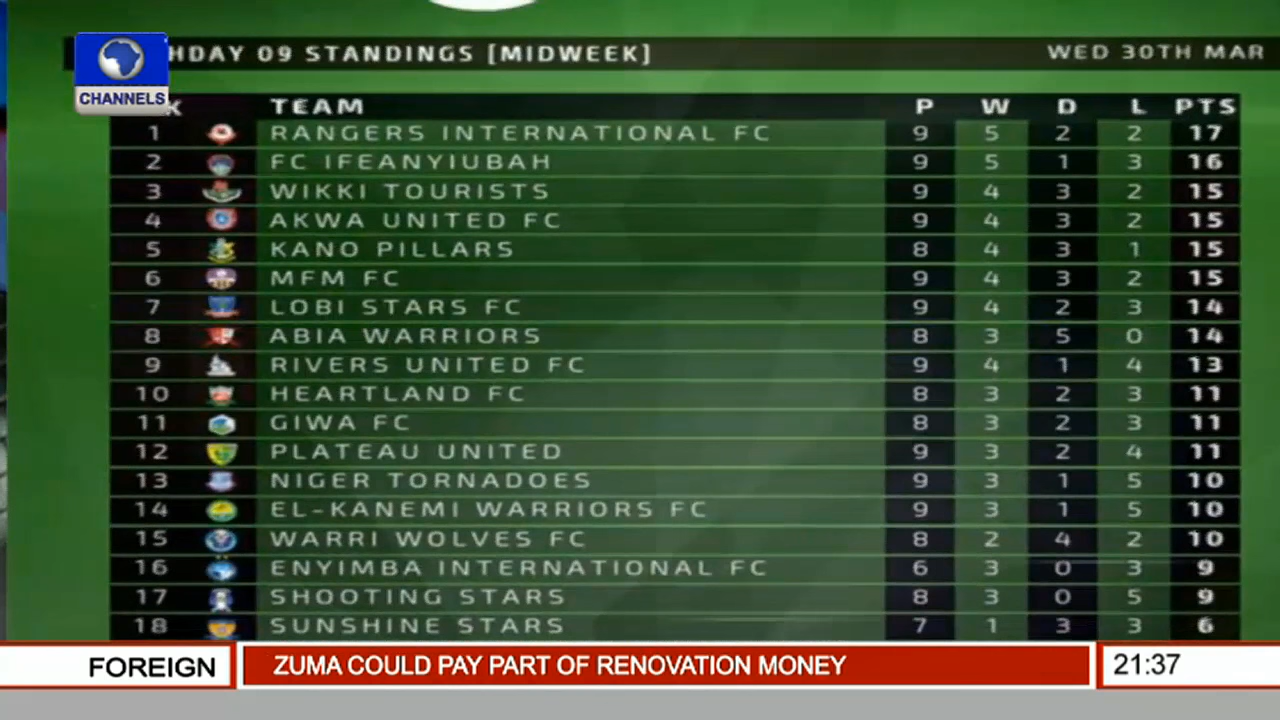 HDAY 09 STANDINGS [MIDWEEK] WED 30TH MAR
CHANNELS
K TEAM P W D L PTS
1 RANGERS INTERNATIONAL FC 9 5 2 2 17
2 FC IFEANYIUBAH 9 5 1 3 16
3 WIKKI TOURISTS 9 4 3 2 15
4 AKWA UNITED FC 9 4 3 2 15
5 KANO PILLARS 8 4 3 1 15
6 MFM FC 9 4 3 2 15
7 LOBI STARS FC 9 4 2 3 14
8 ABIA WARRIORS 8 3 5 0 14
9 RIVERS UNITED FC 9 4 1 4 13
10 HEARTLAND FC 8 3 2 3 11
11 GIWA FC 8 3 2 3 11
12 PLATEAU UNITED 9 3 2 4 11
13 NIGER TORNADOES 9 3 1 5 10
14 EL-KANEMI WARRIORS FC 9 3 1 5 10
15 WARRI WOLVES FC 8 2 4 2 10
16 ENYIMBA INTERNATIONAL FC 6 3 0 3 9
17 SHOOTING STARS 8 3 0 5 9
18 SUNSHINE STARS 7 1 3 3 6
FOREIGN ZUMA COULD PAY PART OF RENOVATION MONEY 21:37